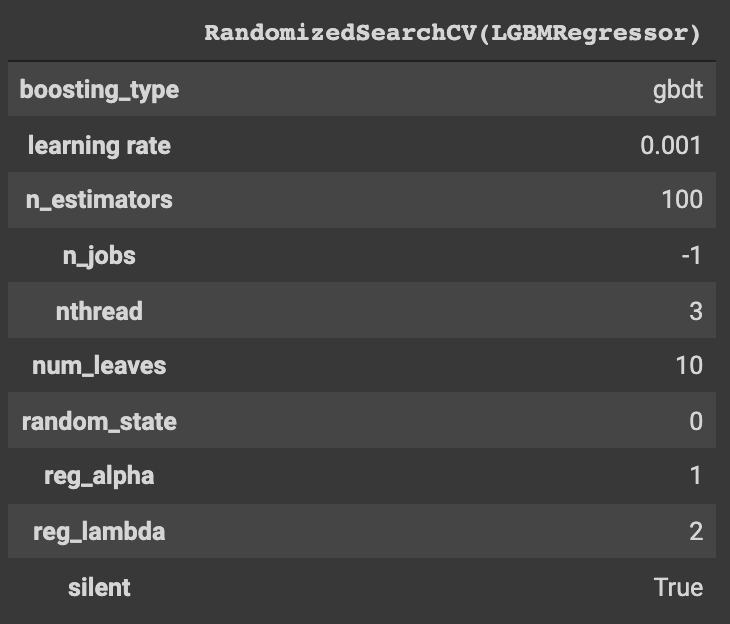 RandomizedSearchCV(LGBMRegressor)
boosting_type gbdt
learning rate 0.001
n_estimators 100
n_jobs -1
nthread 3
num_leaves 10
random_state 0
reg_alpha 1
reg_lambda 2
silent True